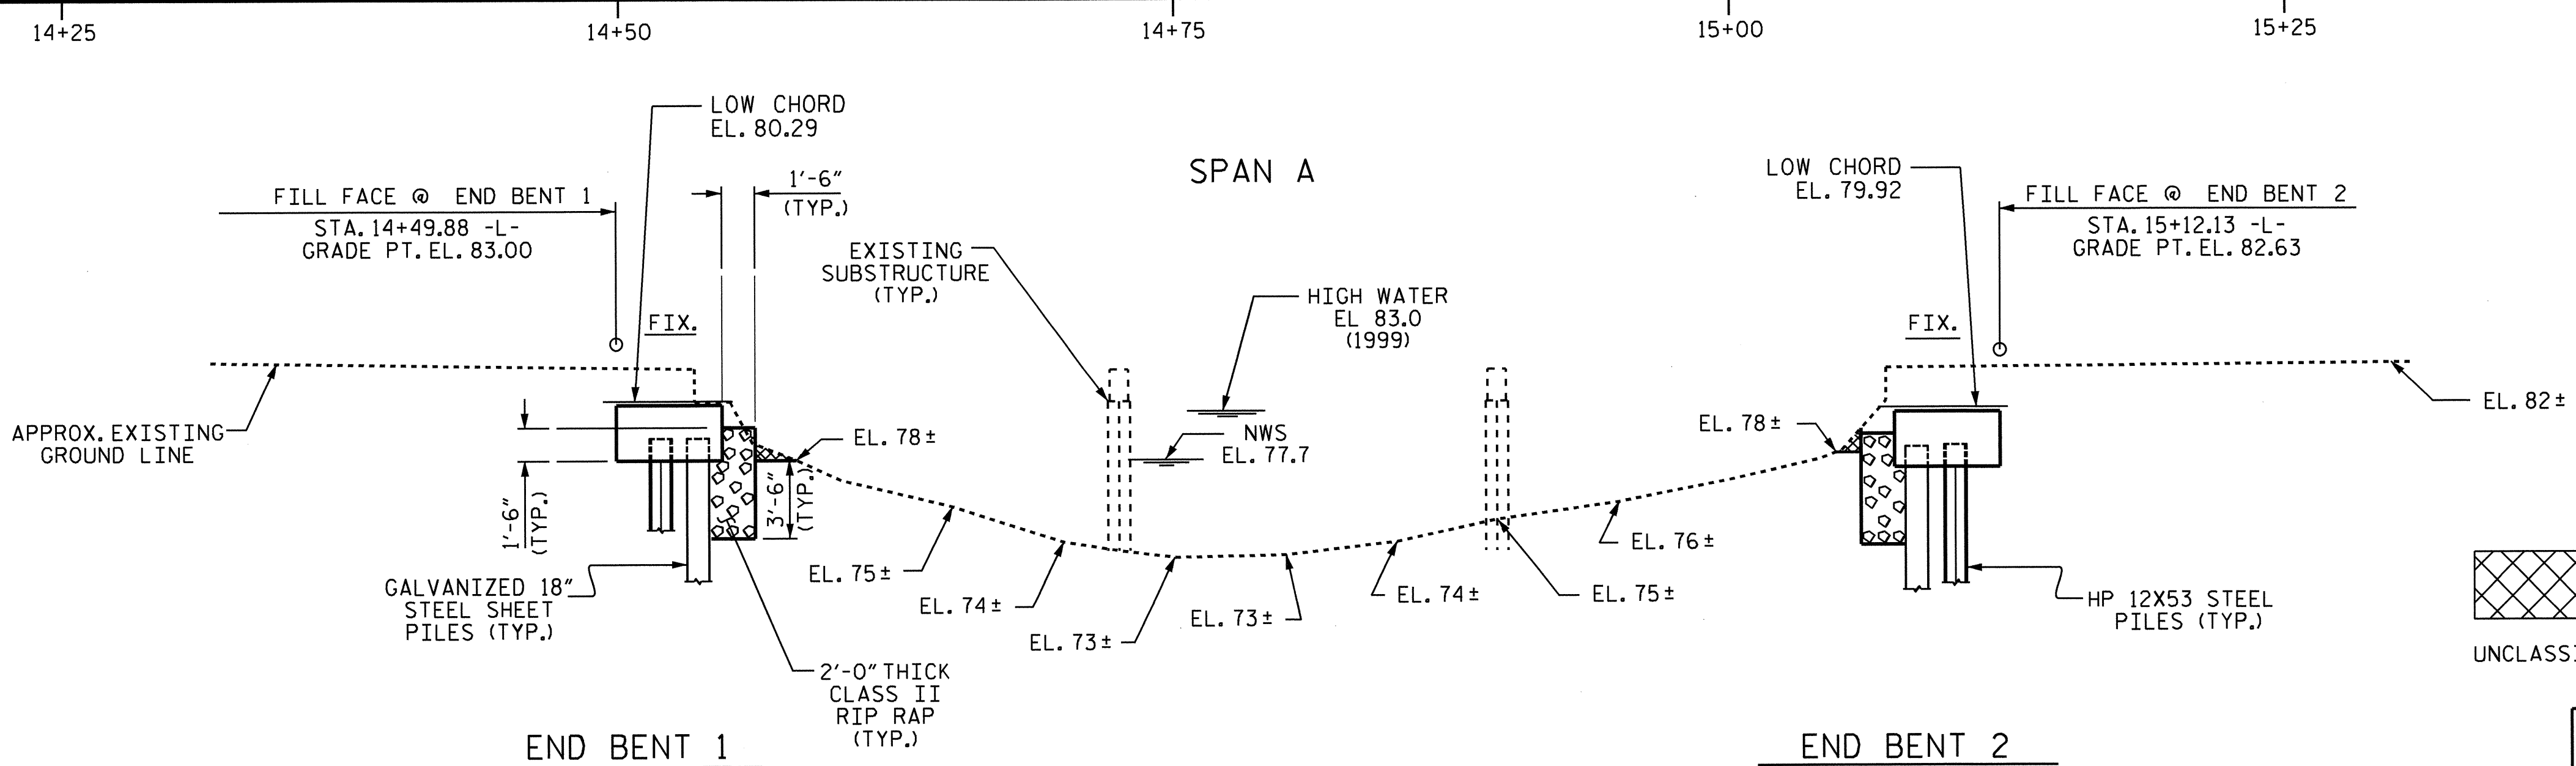 14+25
14+50
14+75
15+00
15+25
LOW CHORD
EL. 80.29
SPAN A
LOW CHORD
EL. 79.92
FILL FACE @ END BENT 1
STA. 14+49.88 -L-
GRADE PT. EL. 83.00
1'-6"
(TYP.)
FILL FACE @ END BENT 2
STA. 15+12.13 -L-
GRADE PT. EL. 82.63
EXISTING
SUBSTRUCTURE
(TYP.)
HIGH WATER
EL 83.0
(1999)
FIX.
FIX.
APPROX. EXISTING
GROUND LINE
EL. 78±
NWS
EL. 77.7
EL. 78±
EL. 82±
1'-6"
(TYP.)
3'-6"
(TYP.)
EL. 75±
EL. 74±
EL. 73±
EL. 73±
EL. 74±
EL. 75±
EL. 76±
GALVANIZED 18"
STEEL SHEET
PILES (TYP.)
HP 12X53 STEEL
PILES (TYP.)
UNCLASSI
2'-0" THICK
CLASS II
RIP RAP
(TYP.)
END BENT 1
END BENT 2